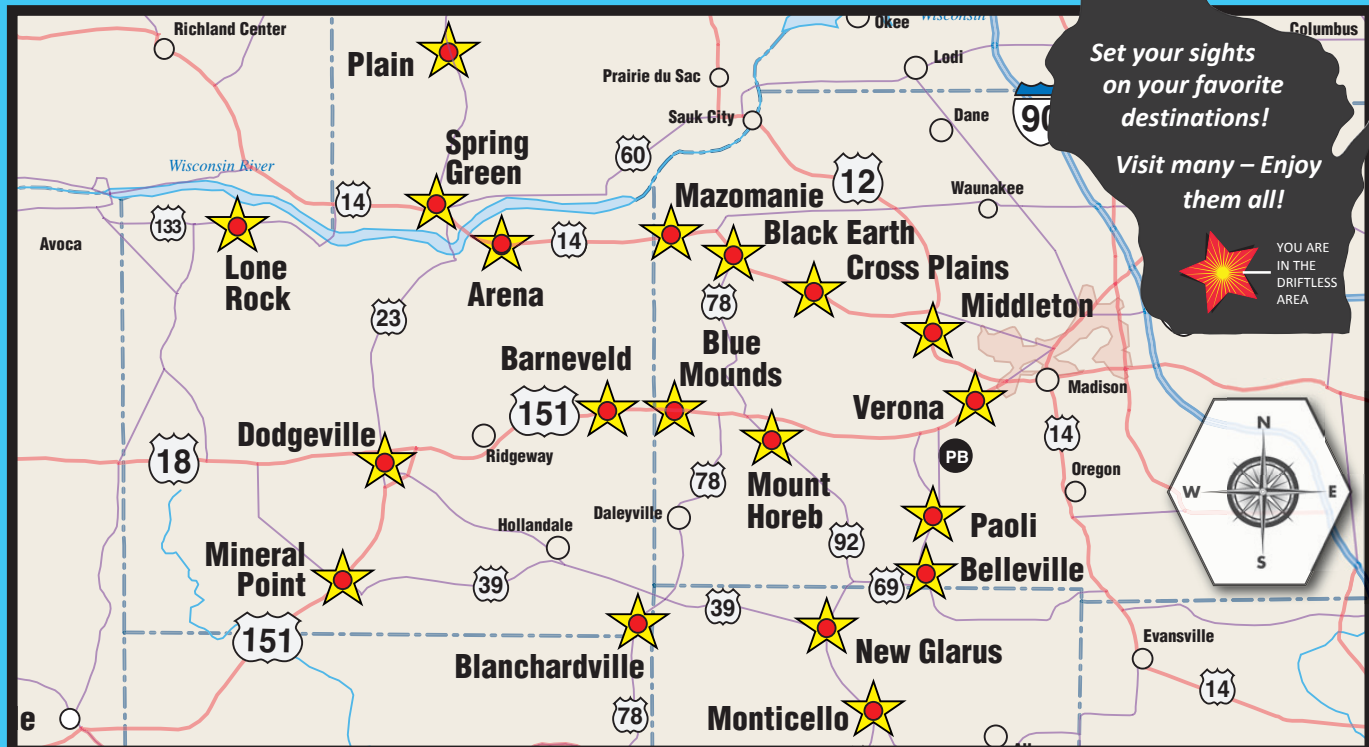 Okee
Wisconsin
Richland Center
Columbus
Plain
Prairie du Sac
Lodi
Set your sights
on your favorite
destinations!
Visit many – Enjoy
them all!
YOU ARE
IN THE
DRIFTLESS
AREA
Sauk City
Dane
90
Spring
Green
60
Wisconsin River
12
Mazomanie
Waunakee
14
133
Avoca
Lone
Rock
Arena
14
Black Earth
Cross Plains
78
23
Middleton
Blue
Mounds
Barneveld
151
Madison
Verona
Dodgeville
18
Ridgeway
PB
14
Oregon
N
W
E
S
78
Mount
Horeb
Daleyville
Hollandale
Paoli
92
Mineral
Point
39
69
Belleville
39
151
Blanchardville
New Glarus
Evansville
14
78
Monticello
e